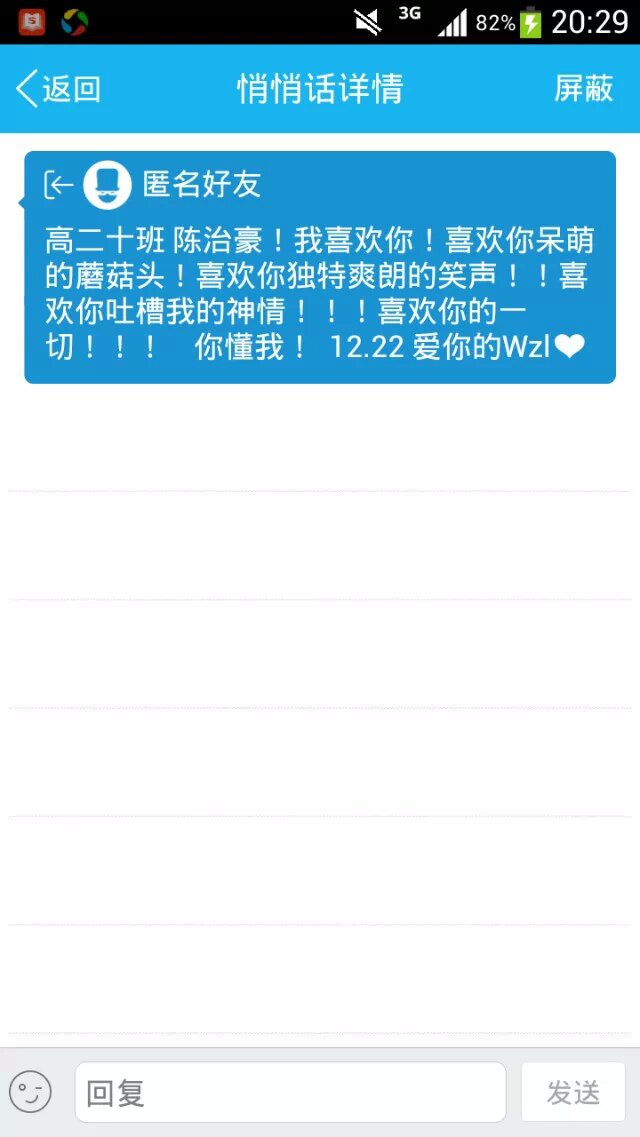 3G 82% 20:29
返回 悄悄话详情 屏蔽
匿名好友
高二十班 陈治豪！我喜欢你！喜欢你呆萌
的蘑菇头！喜欢你独特爽朗的笑声！！喜
欢你吐槽我的神情！！！喜欢你的一
切！！！ 你懂我！ 12.22 爱你的Wzl❤
回复 发送